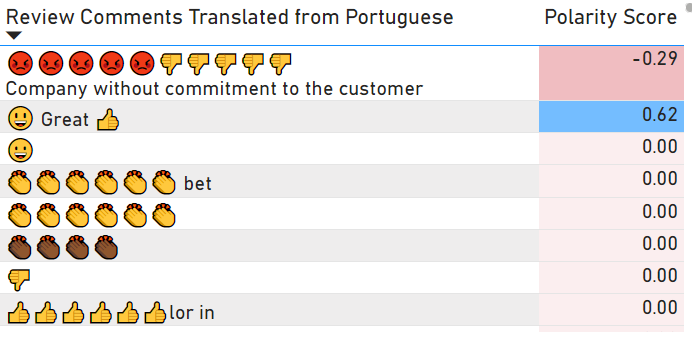 Review Comments Translated from Portuguese Polarity Score
😡😡😡😡😡👎👎👎👎👎 -0.29
Company without commitment to the customer
😀 Great 👍 0.62
😀 0.00
👏👏👏👏👏👏 bet 0.00
👏👏👏👏👏👏 0.00
👏🏿👏🏿👏🏿👏🏿 0.00
👎 0.00
👍👍👍👍👍👍lor in 0.00